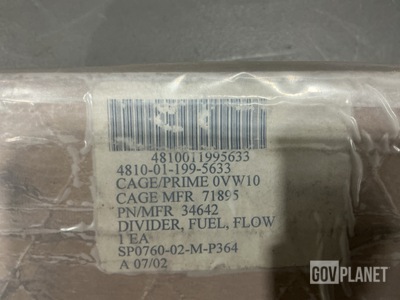 4810011995633
4810-01-199-5633
CAGE/PRIME 0VW10
CAGE MFR 71895
PN/MFR 34642
DIVIDER, FUEL, FLOW
1 EA
SP0760-02-M-P364
A 07/02
GOVPLANET